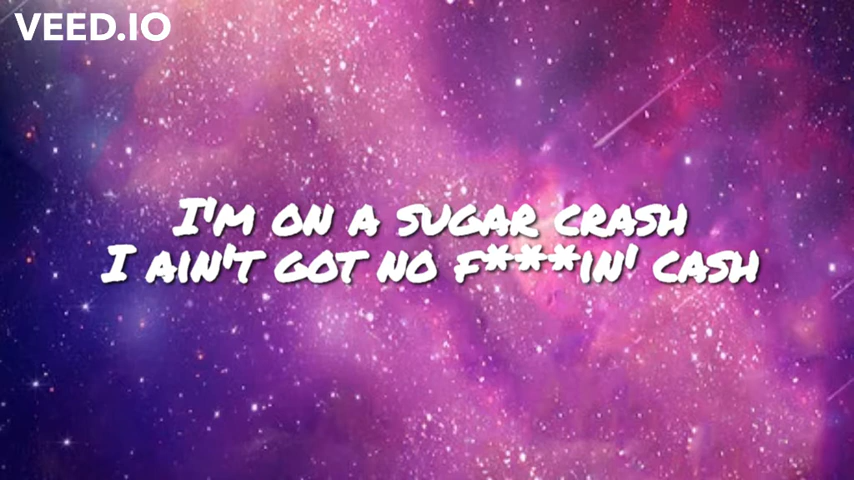 VEED.IO
I'M ON A SUGAR CRASH
I AIN'T GOT NO F***IN' CASH